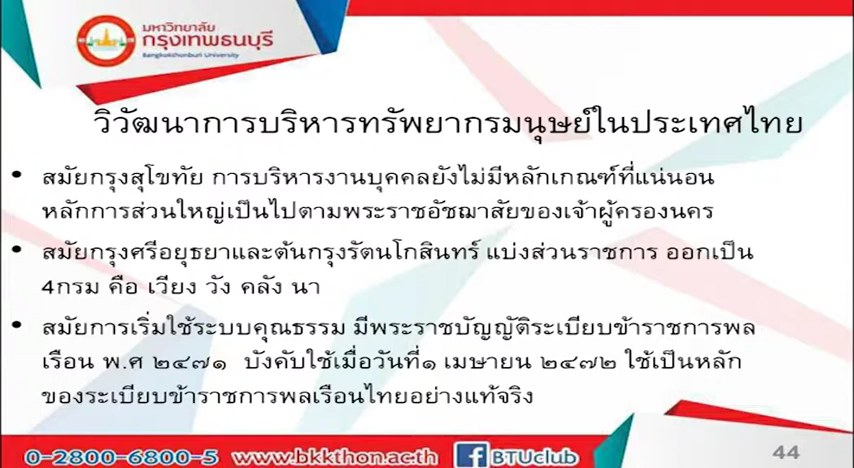 มหาวิทยาลัย
กรุงเทพธนบุรี
Bangkokthonburi University
วิวัฒนาการบริหารทรัพยากรมนุษย์ในประเทศไทย
• สมัยกรุงสุโขทัย การบริหารงานบุคคลยังไม่มีหลักเกณฑ์ที่แน่นอน
หลักการส่วนใหญ่เป็นไปตามพระราชอัชฌาสัยของเจ้าผู้ครองนคร
• สมัยกรุงศรีอยุธยาและต้นกรุงรัตนโกสินทร์ แบ่งส่วนราชการ ออกเป็น
4กรม คือ เวียง วัง คลัง นา
• สมัยการเริ่มใช้ระบบคุณธรรม มีพระราชบัญญัติระเบียบข้าราชการพล
เรือน พ.ศ ๒๔๗๑ บังคับใช้เมื่อวันที่๑ เมษายน ๒๔๗๒ ใช้เป็นหลัก
ของระเบียบข้าราชการพลเรือนไทยอย่างแท้จริง
0-2800-6800-5 www.bkkthon.ac.th BTUclub 44